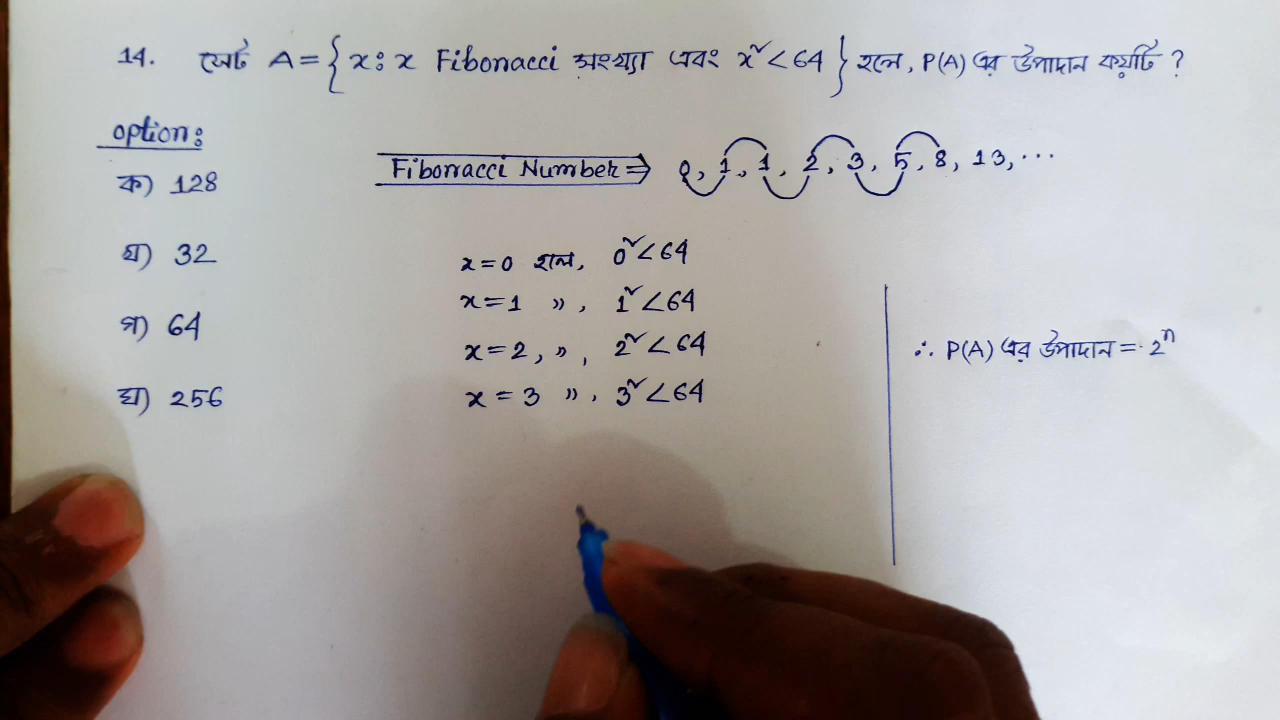 14. সেট A = {x : x Fibonacci সংখ্যা এবং x² < 64} হলে, P(A) এর উপাদান কয়টি ?
option :
Fibonacci Number ⇒ 0, 1, 1, 2, 3, 5, 8, 13, ...
ক) 128
খ) 32
গ) 64
ঘ) 256
x = 0 হলে, 0² < 64
x = 1 ", 1² < 64
x = 2, ", 2² < 64
x = 3 ", 3² < 64
∴ P(A) এর উপাদান = 2ⁿ